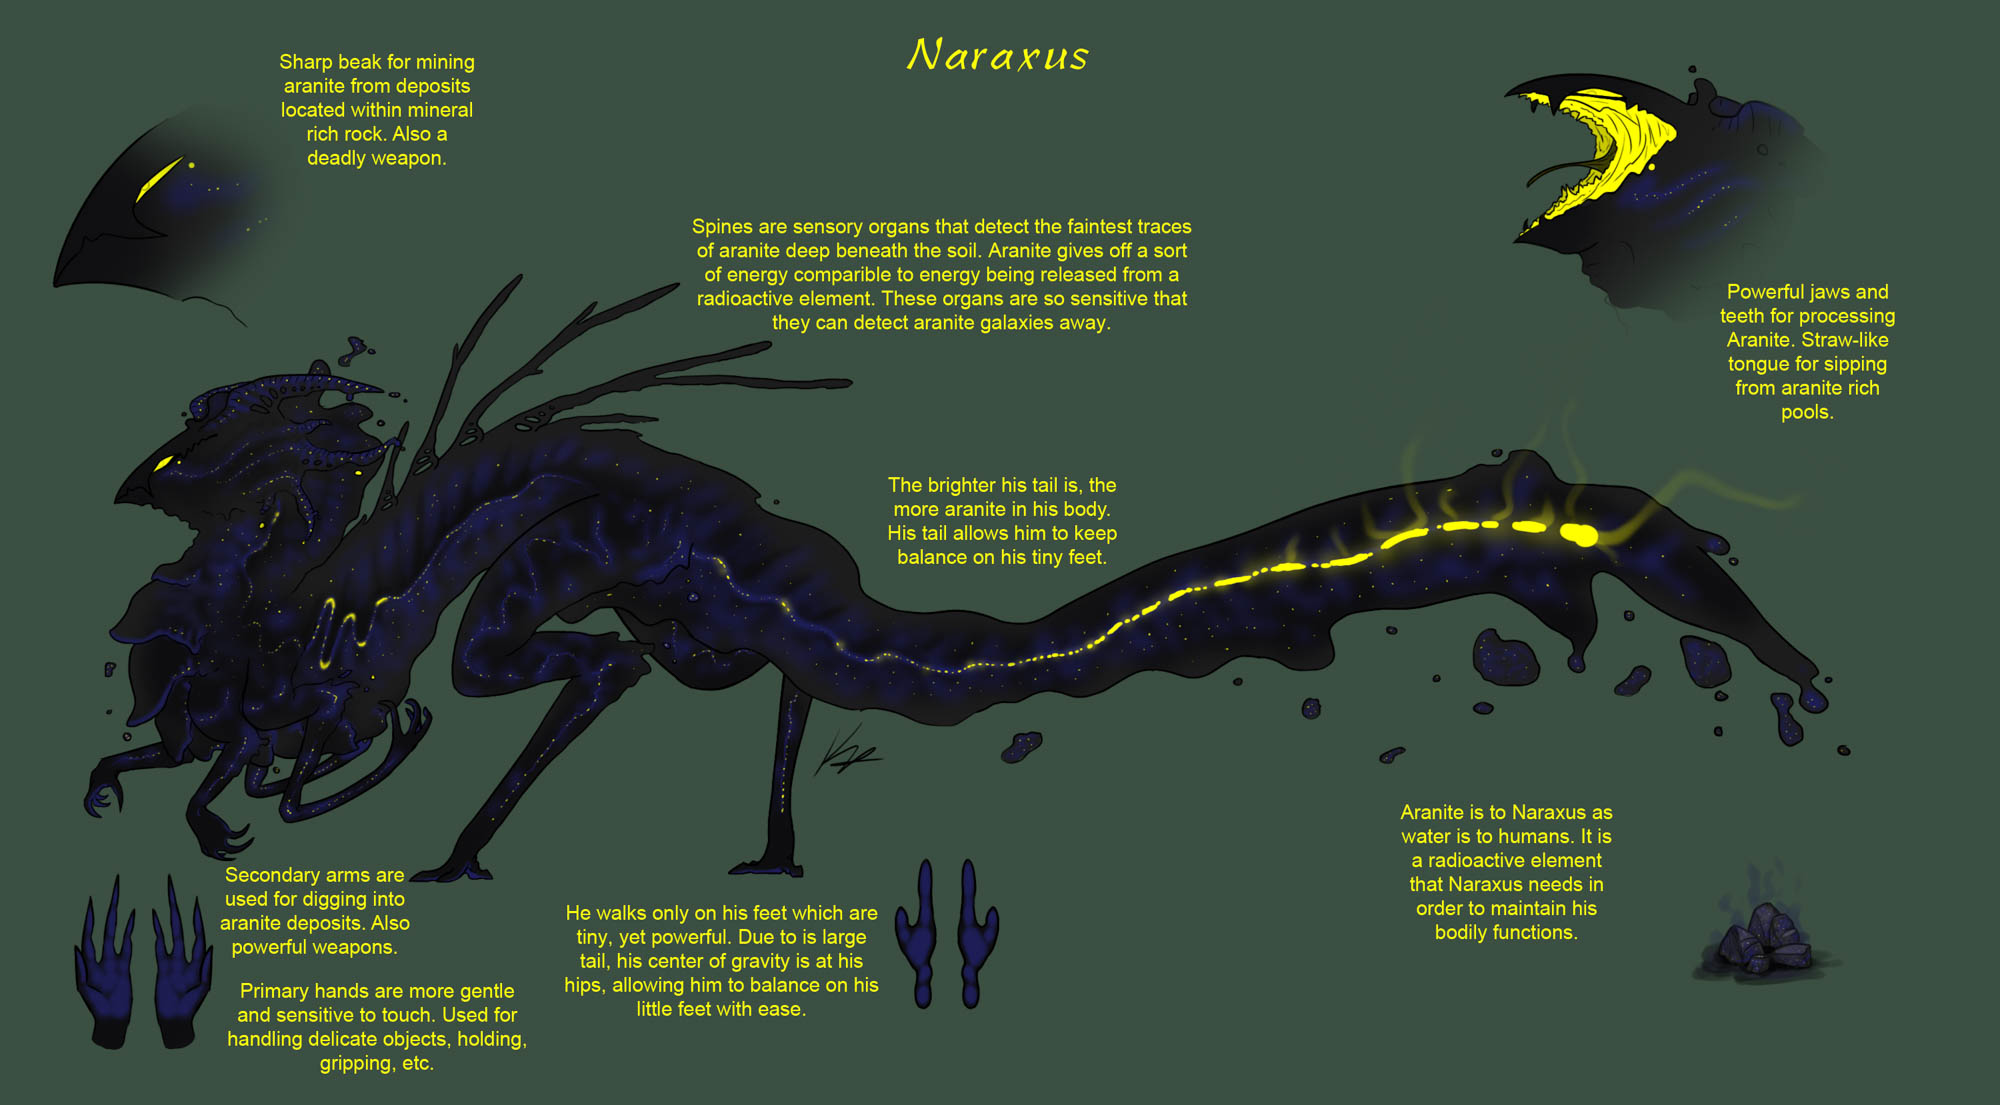 Naraxus
Sharp beak for mining
aranite from deposits
located within mineral
rich rock. Also a
deadly weapon.
Spines are sensory organs that detect the faintest traces
of aranite deep beneath the soil. Aranite gives off a sort
of energy comparible to energy being released from a
radioactive element. These organs are so sensitive that
they can detect aranite galaxies away.
Powerful jaws and
teeth for processing
Aranite. Straw-like
tongue for sipping
from aranite rich
pools.
The brighter his tail is, the
more aranite in his body.
His tail allows him to keep
balance on his tiny feet.
Secondary arms are
used for digging into
aranite deposits. Also
powerful weapons.
Primary hands are more gentle
and sensitive to touch. Used for
handling delicate objects, holding,
gripping, etc.
He walks only on his feet which are
tiny, yet powerful. Due to is large
tail, his center of gravity is at his
hips, allowing him to balance on his
little feet with ease.
Aranite is to Naraxus as
water is to humans. It is
a radioactive element
that Naraxus needs in
order to maintain his
bodily functions.